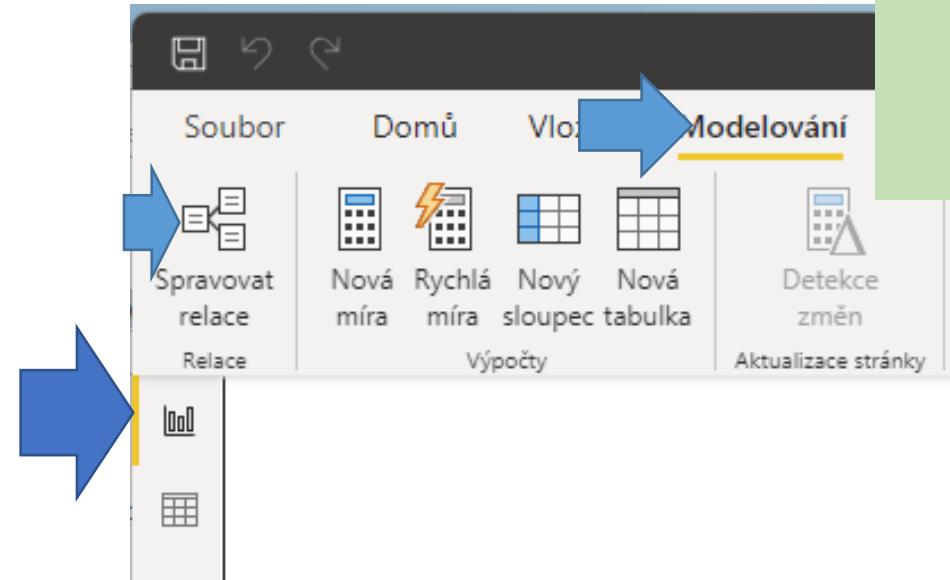 Soubor Domů Modelování
Spravovat Nová Rychlá Nový Nová Detekce
relace míra míra sloupec tabulka změn
Relace Výpočty Aktualizace stránky